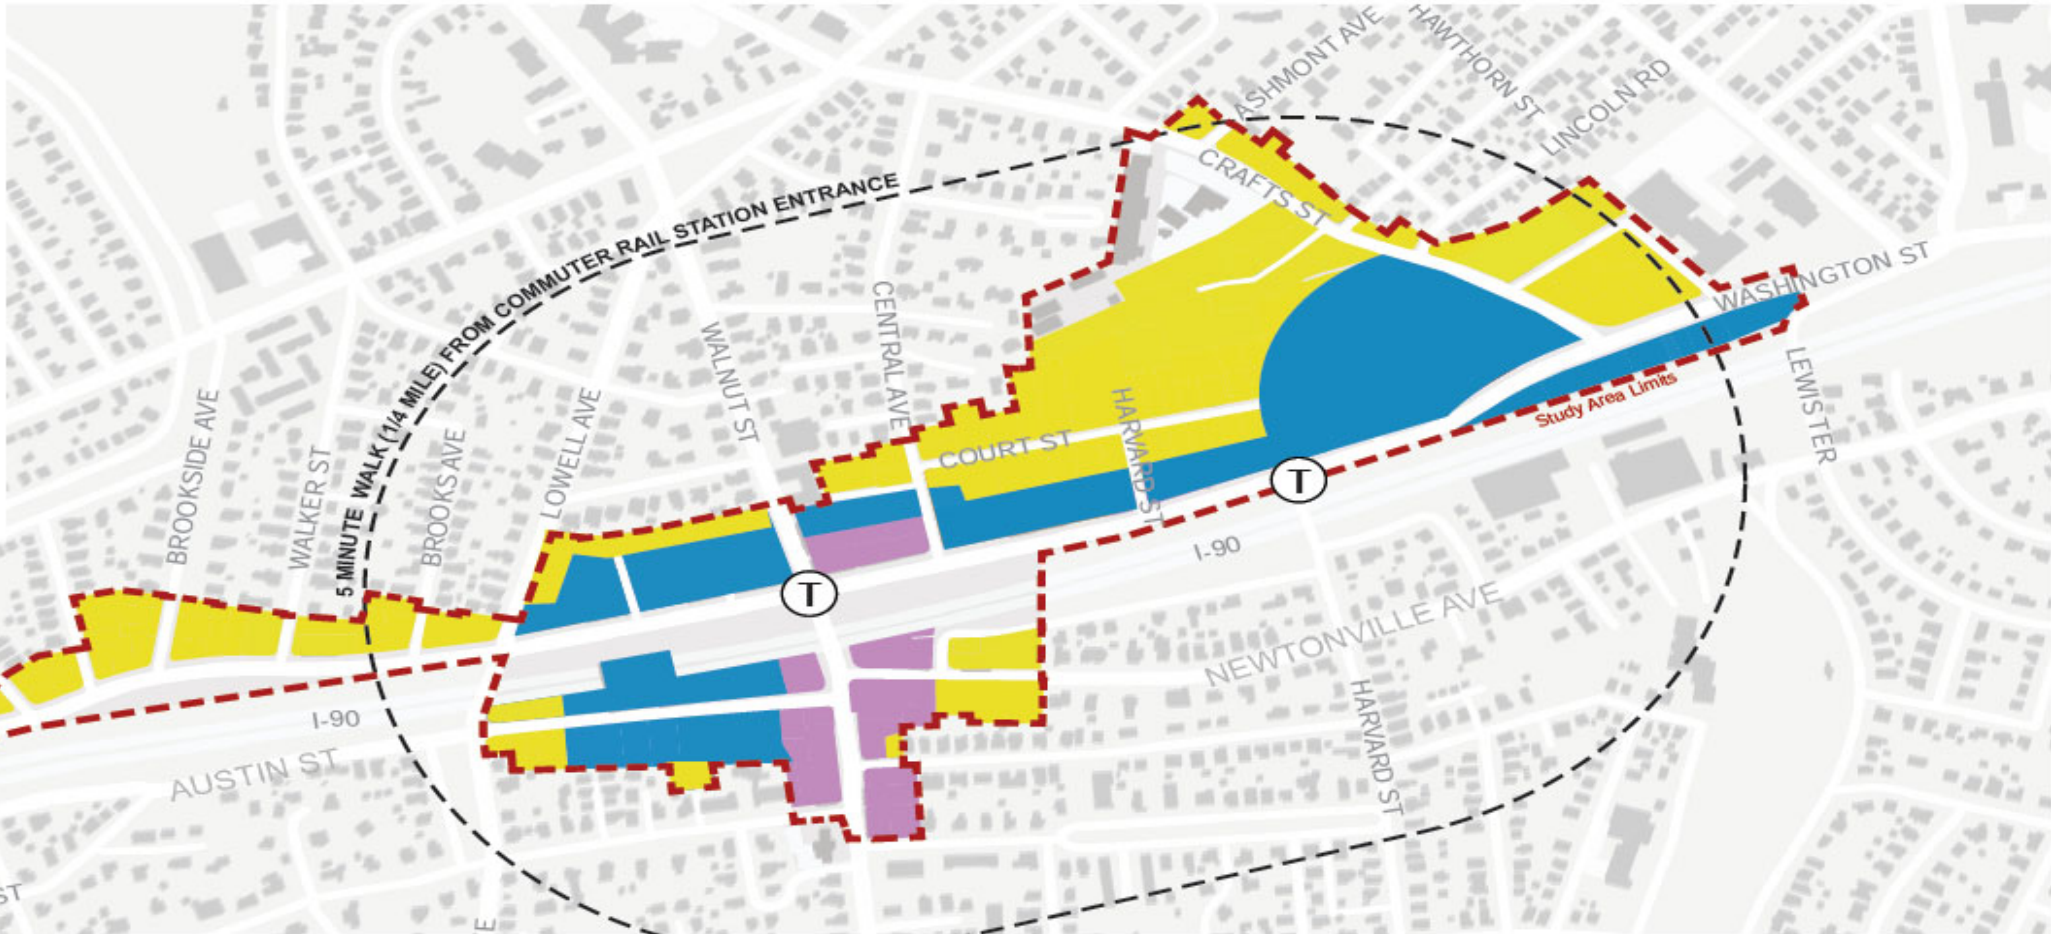 ASHMONT AVE
HAWTHORN ST
LINCOLN RD
CRAFTS ST
5 MINUTE WALK (1/4 MILE) FROM COMMUTER RAIL STATION ENTRANCE
WASHINGTON ST
CENTRAL AVE
WALNUT ST
LEWIS TER
Study Area Limits
BROOKSIDE AVE
WALKER ST
BROOKS AVE
LOWELL AVE
HARVARD ST
COURT ST
T
I-90
T
NEWTONVILLE AVE
I-90
HARVARD ST
AUSTIN ST
ST
E